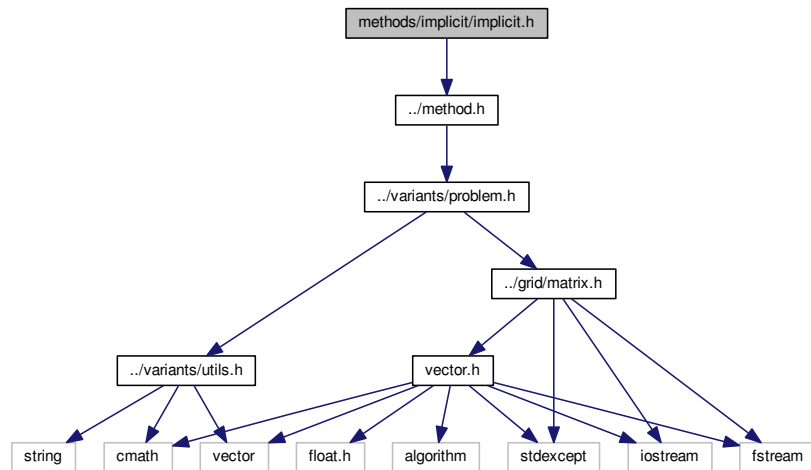 methods/implicit/implicit.h
../method.h
../variants/problem.h
../grid/matrix.h
../variants/utils.h
vector.h
string
cmath
vector
float.h
algorithm
stdexcept
iostream
fstream